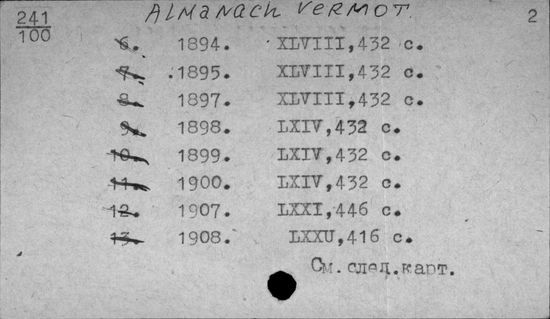 Almanach Vermot. 2
241
100
6. 1894. XLVIII,432 с.
7. 1895. XLVIII,432 с.
8. 1897. XLVIII,432 с.
9. 1898. LXIV,432 с.
10. 1899. LXIV,432 с.
11. 1900. LXIV,432 с.
12. 1907. LXXI,446 с.
13. 1908. LXXU,416 с.
См.след.карт.